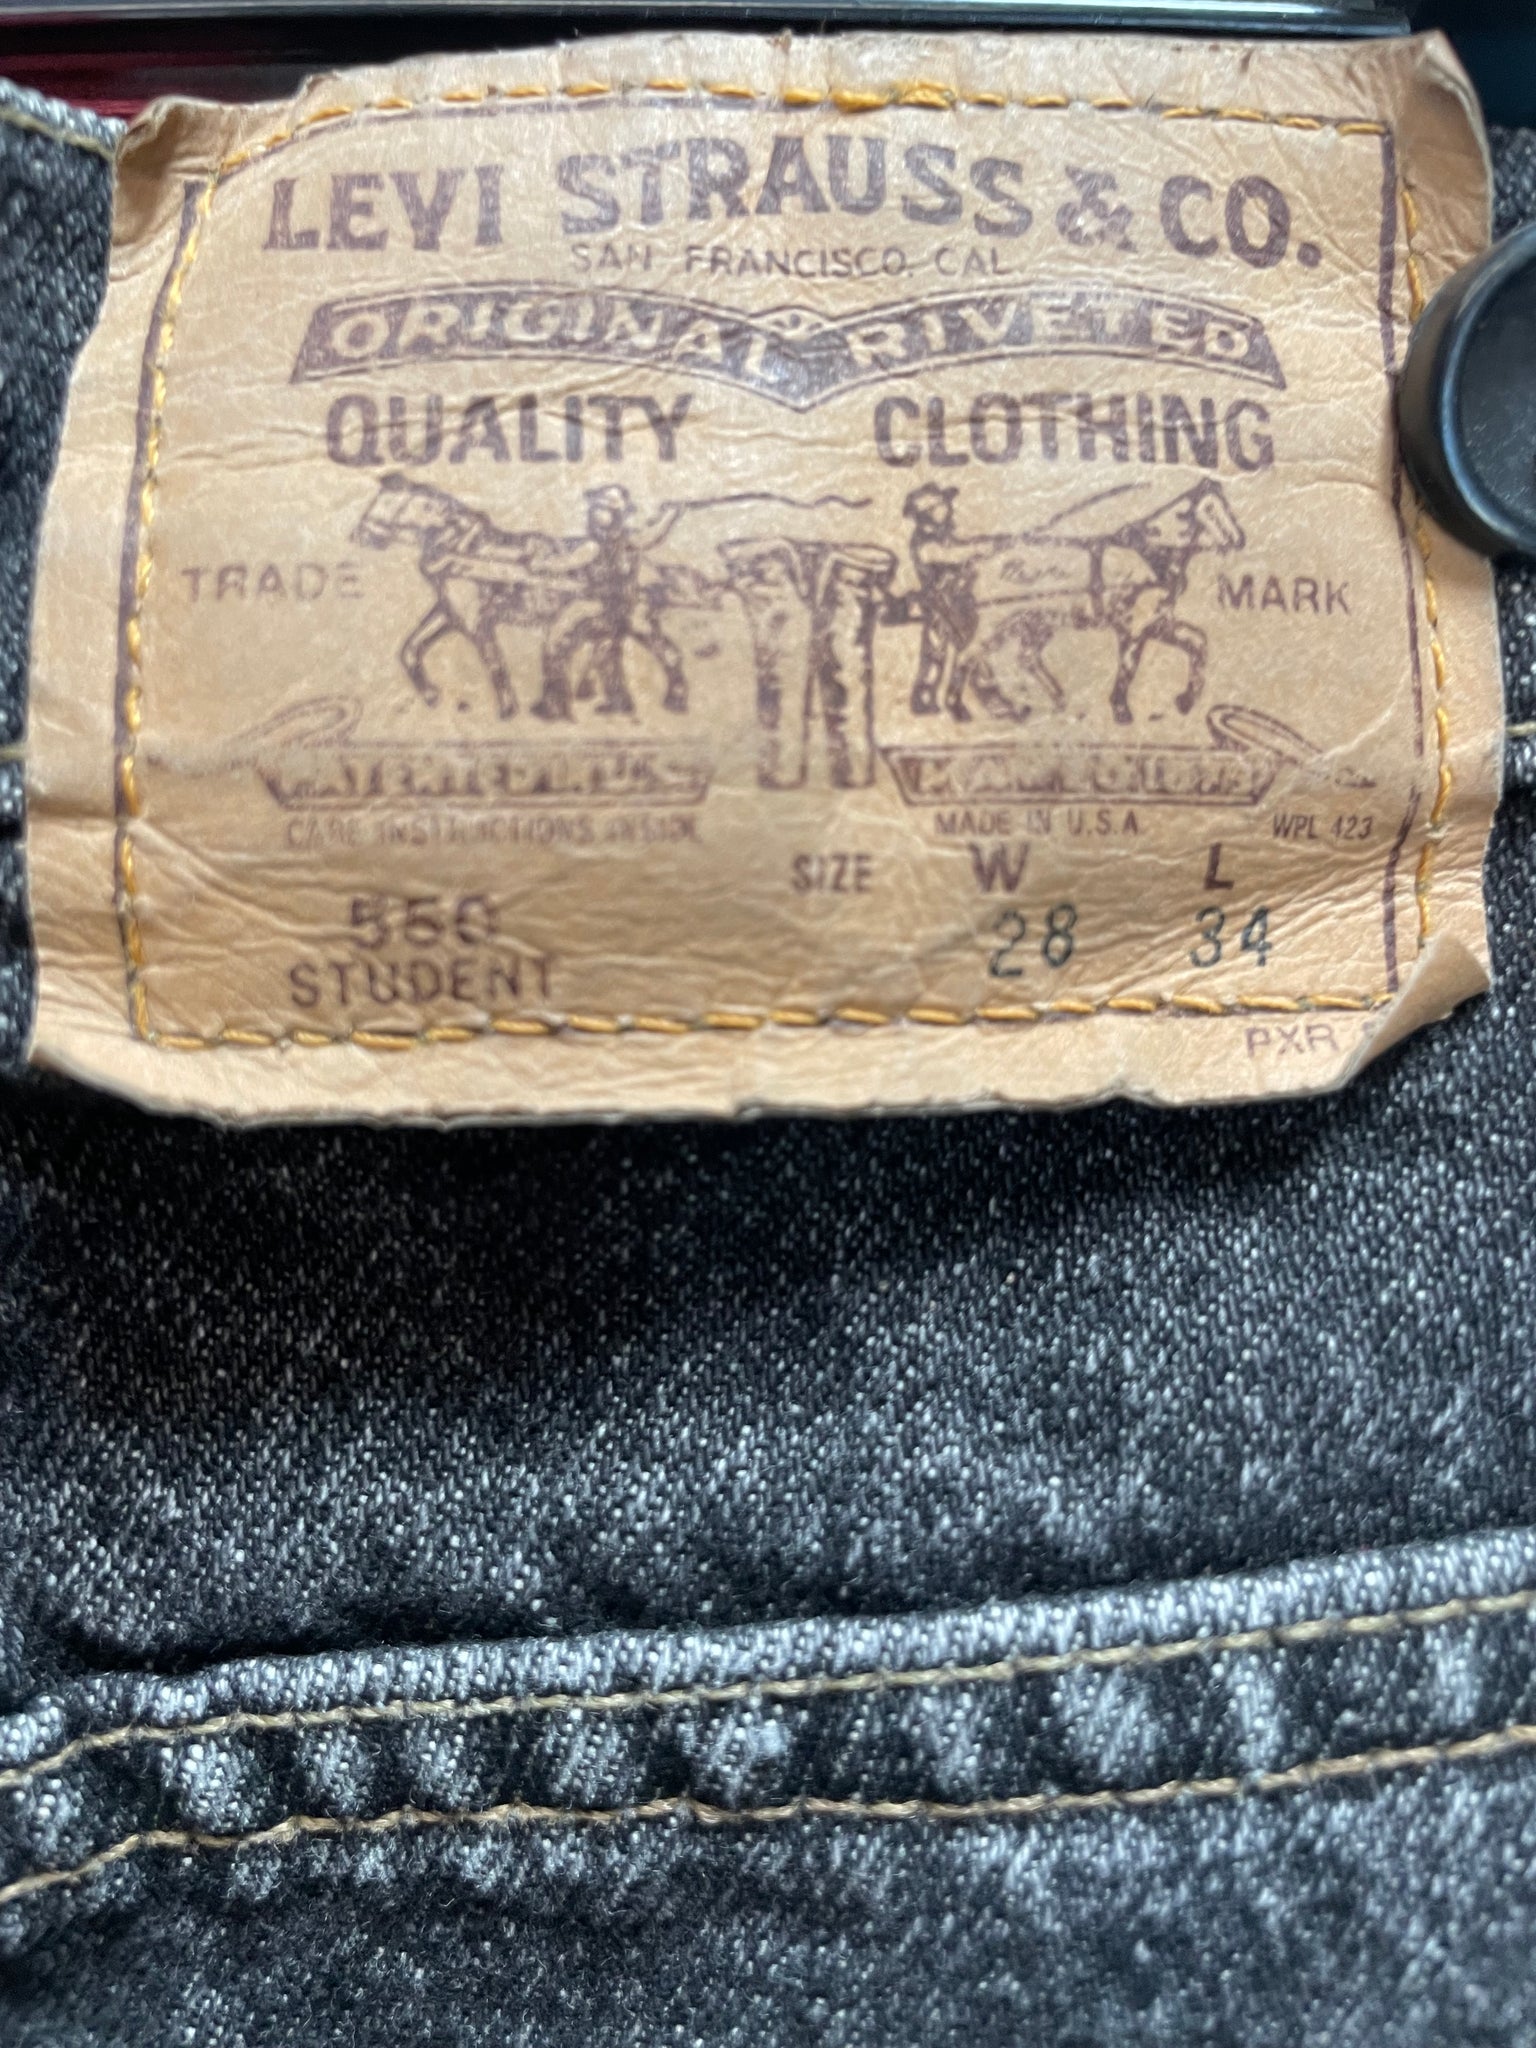 LEVI STRAUSS & CO.
SAN FRANCISCO. CAL
ORIGINAL RIVETED
QUALITY CLOTHING
TRADE MARK
CARE INSTRUCTIONS INSIDE
MADE IN U.S.A
WPL 423
SIZE W L
550 28 34
STUDENT
PXR